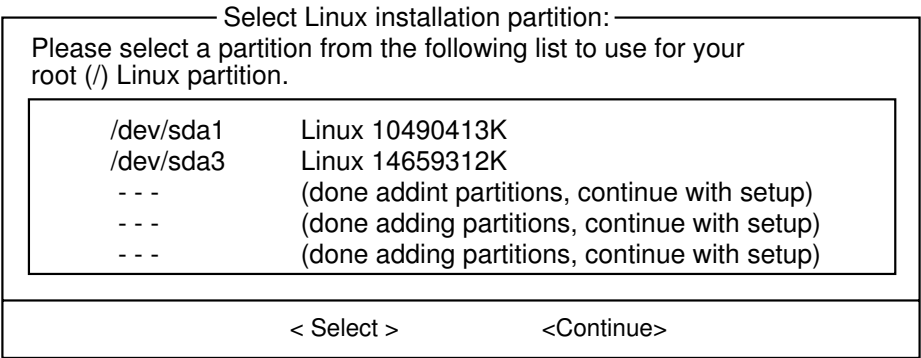 Select Linux installation partition:
Please select a partition from the following list to use for your
root (/) Linux partition.
/dev/sda1 Linux 10490413K
/dev/sda3 Linux 14659312K
- - - (done addint partitions, continue with setup)
- - - (done adding partitions, continue with setup)
- - - (done adding partitions, continue with setup)
< Select > <Continue>